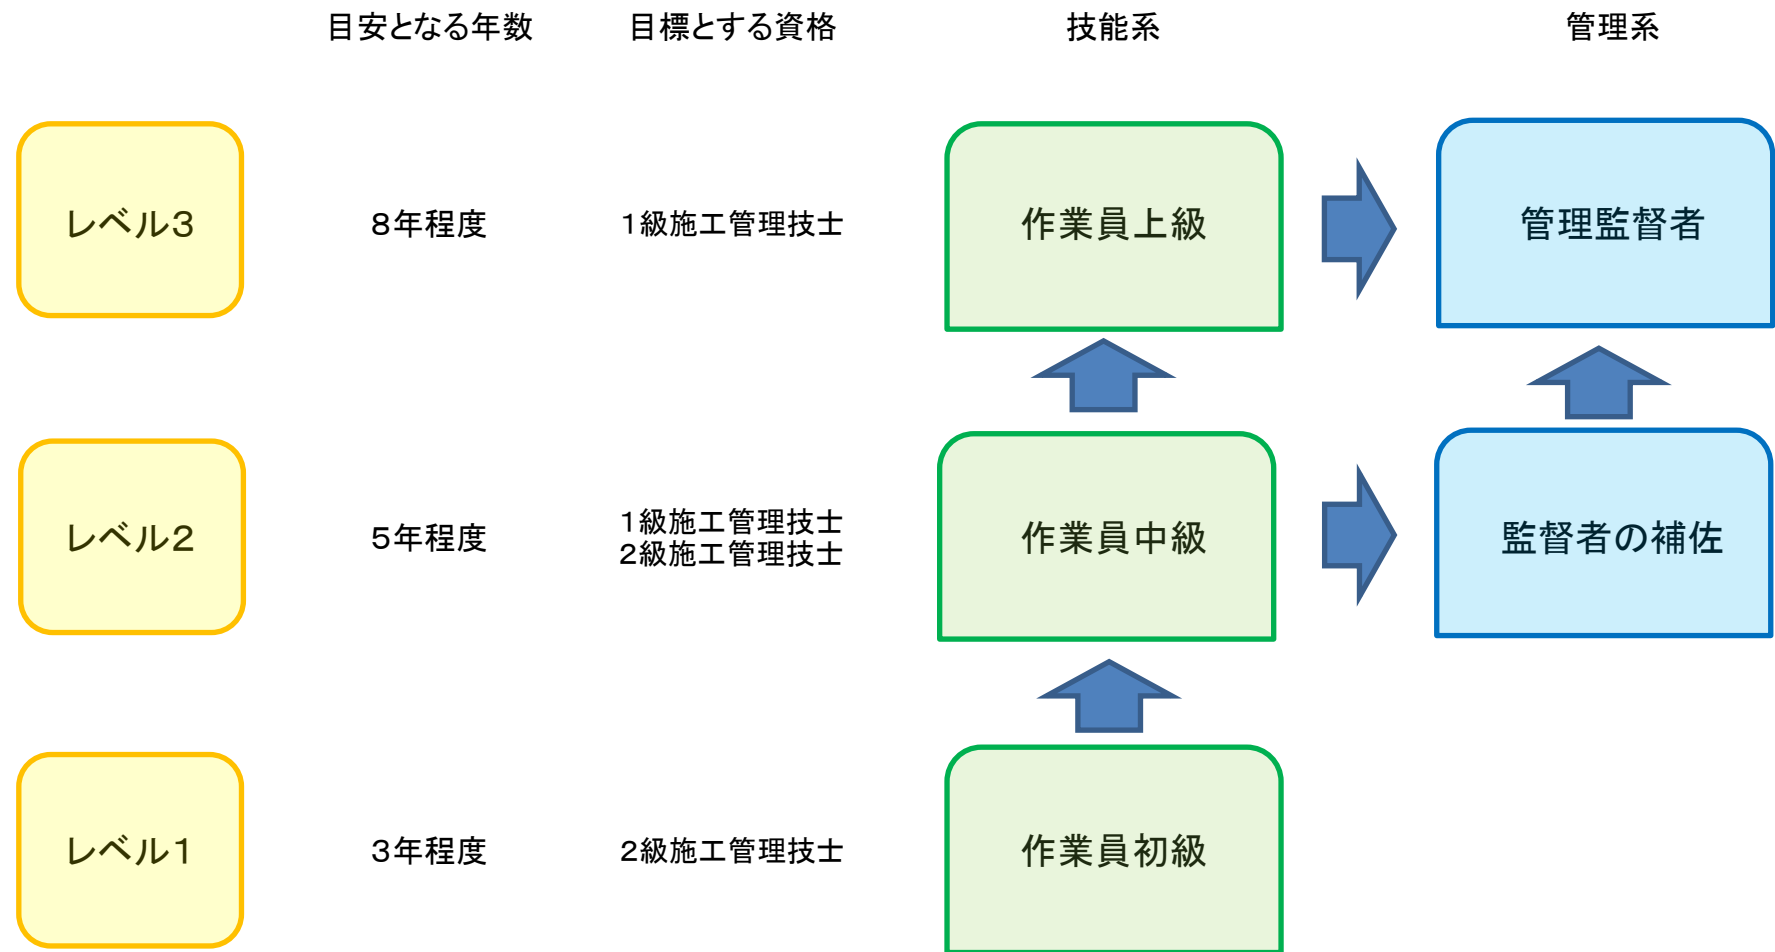 目安となる年数 目標とする資格 技能系 管理系
レベル３ ８年程度 １級施工管理技士 作業員上級 管理監督者
レベル２ ５年程度 １級施工管理技士 作業員中級 監督者の補佐
２級施工管理技士
レベル１ ３年程度 ２級施工管理技士 作業員初級